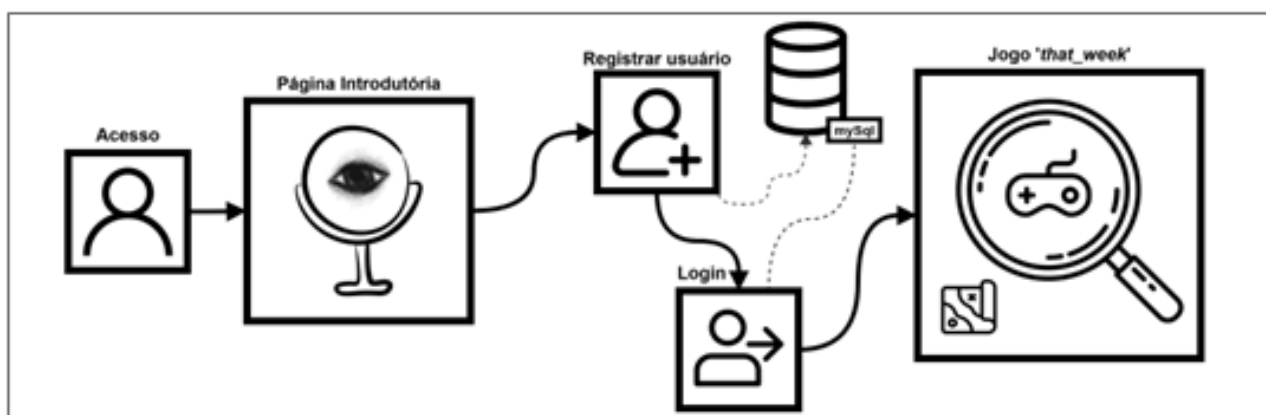 Acesso
Página Introdutória
Registrar usuário
mySql
Login
Jogo 'that_week'